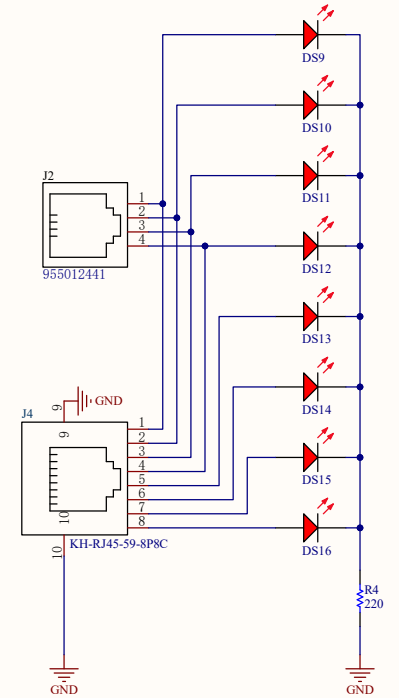 DS9
DS10
J2
DS11
1
2
3
4
DS12
955012441
DS13
9
GND
DS14
J4
9
1
2
3
4
5
6
7
8
DS15
10
10
KH-RJ45-59-8P8C
DS16
R4
220
GND
GND